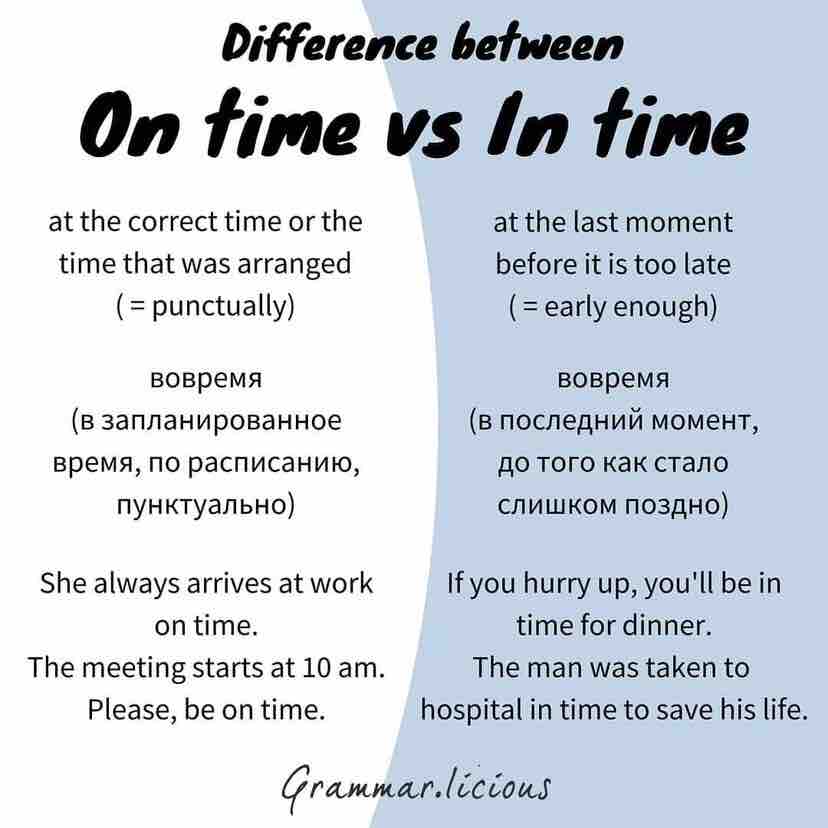 Difference between
On time vs In time
at the correct time or the
time that was arranged
( = punctually)
вовремя
(в запланированное
время, по расписанию,
пунктуально)
She always arrives at work
on time.
The meeting starts at 10 am.
Please, be on time.
at the last moment
before it is too late
( = early enough)
вовремя
(в последний момент,
до того как стало
слишком поздно)
If you hurry up, you'll be in
time for dinner.
The man was taken to
hospital in time to save his life.
Grammar.licious